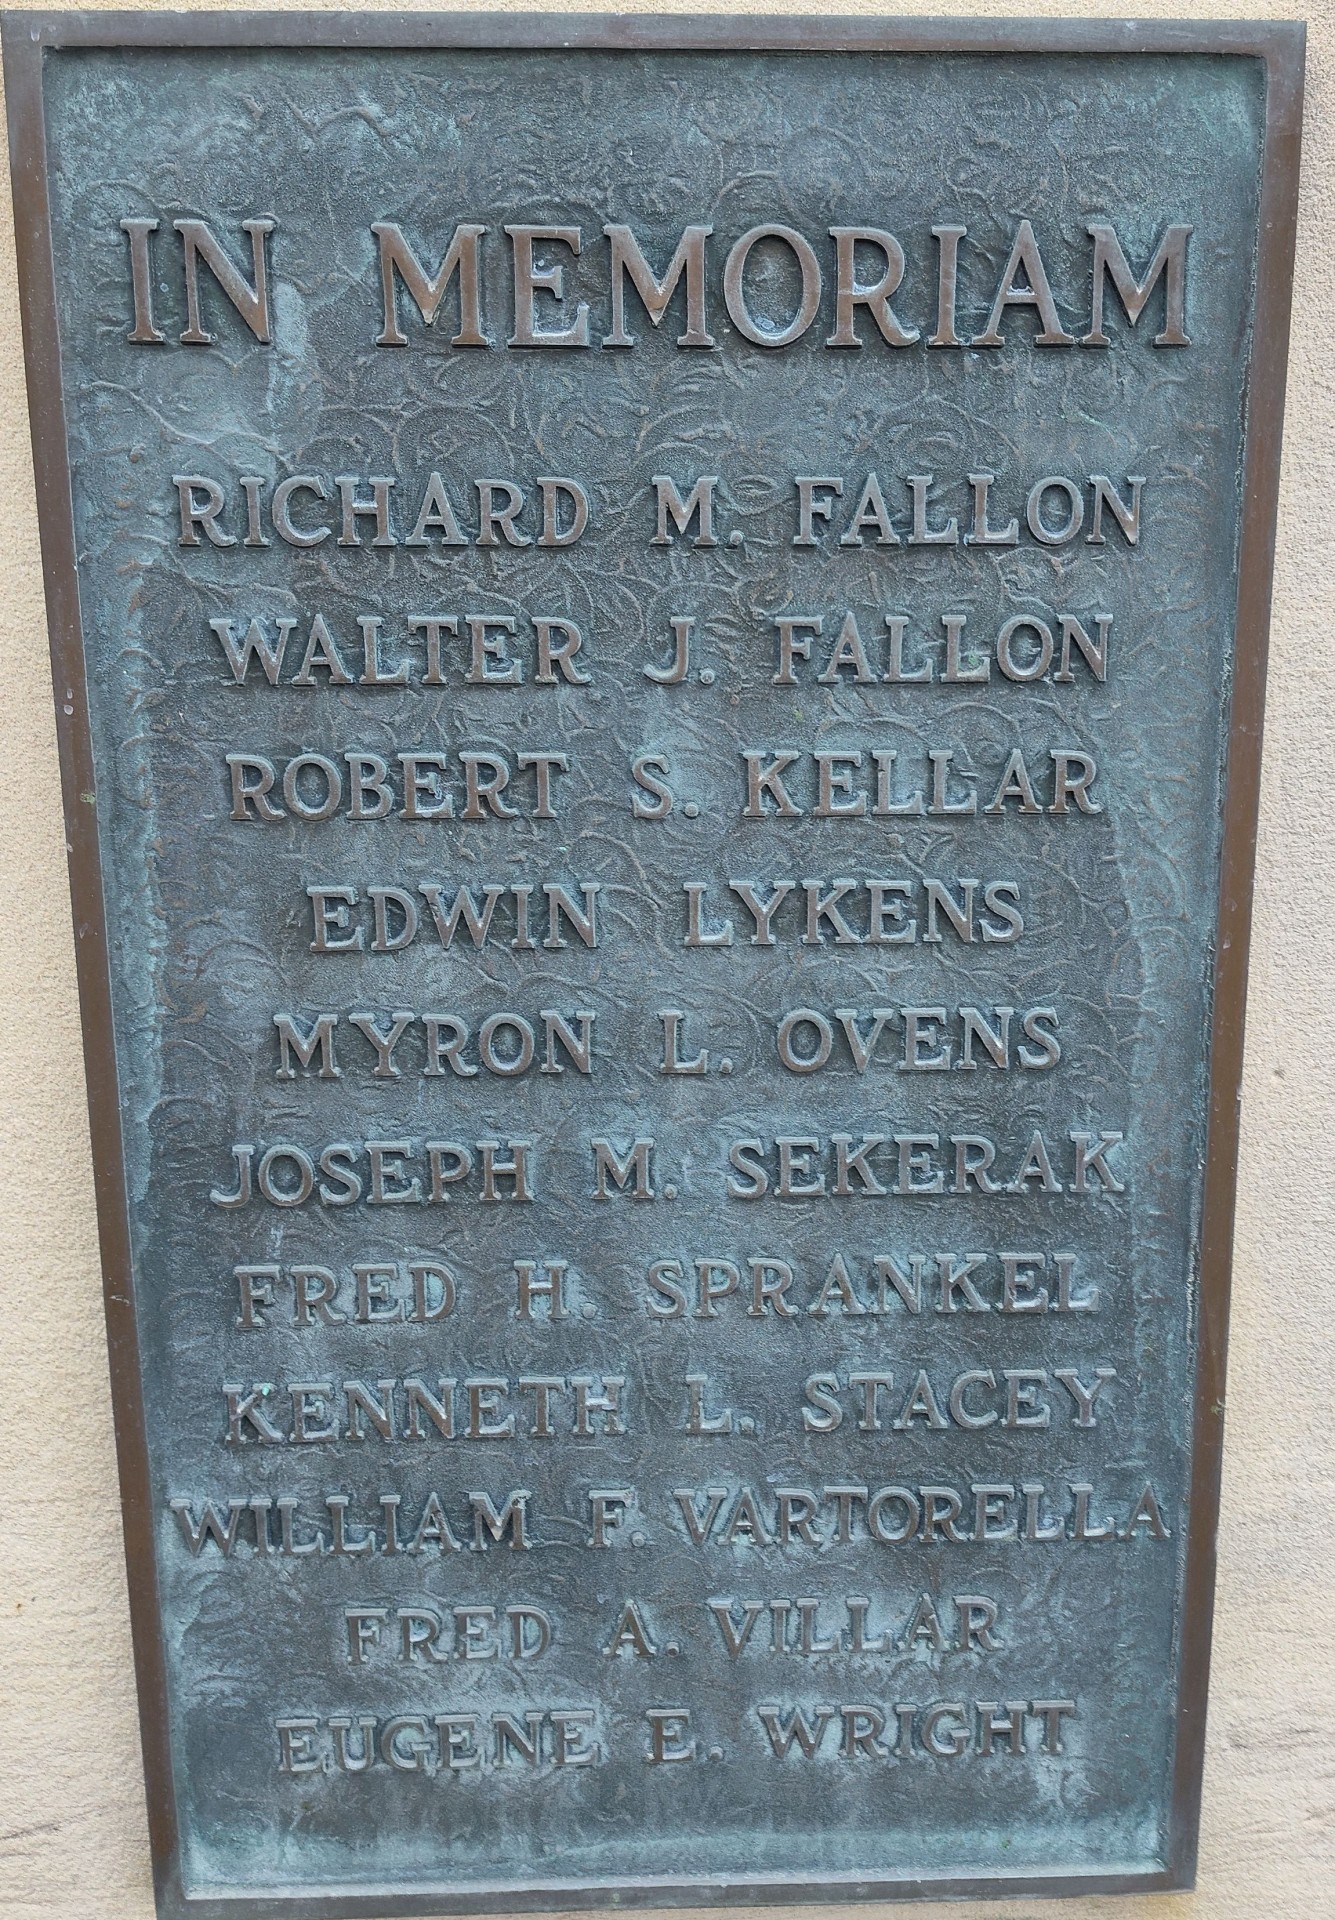 IN MEMORIAM
RICHARD M. FALLON
WALTER J. FALLON
ROBERT S. KELLAR
EDWIN LYKENS
MYRON L. OVENS
JOSEPH M. SEKERAK
FRED H. SPRANKEL
KENNETH L. STACEY
WILLIAM F. VARTORELLA
FRED A. VILLAR
EUGENE E. WRIGHT